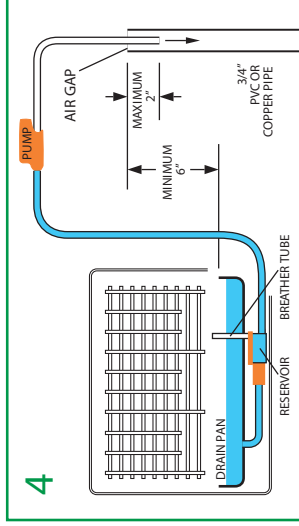 4
PUMP
AIR GAP
MAXIMUM
2"
MINIMUM
6"
3/4"
PVC OR
COPPER PIPE
DRAIN PAN
BREATHER TUBE
RESERVOIR